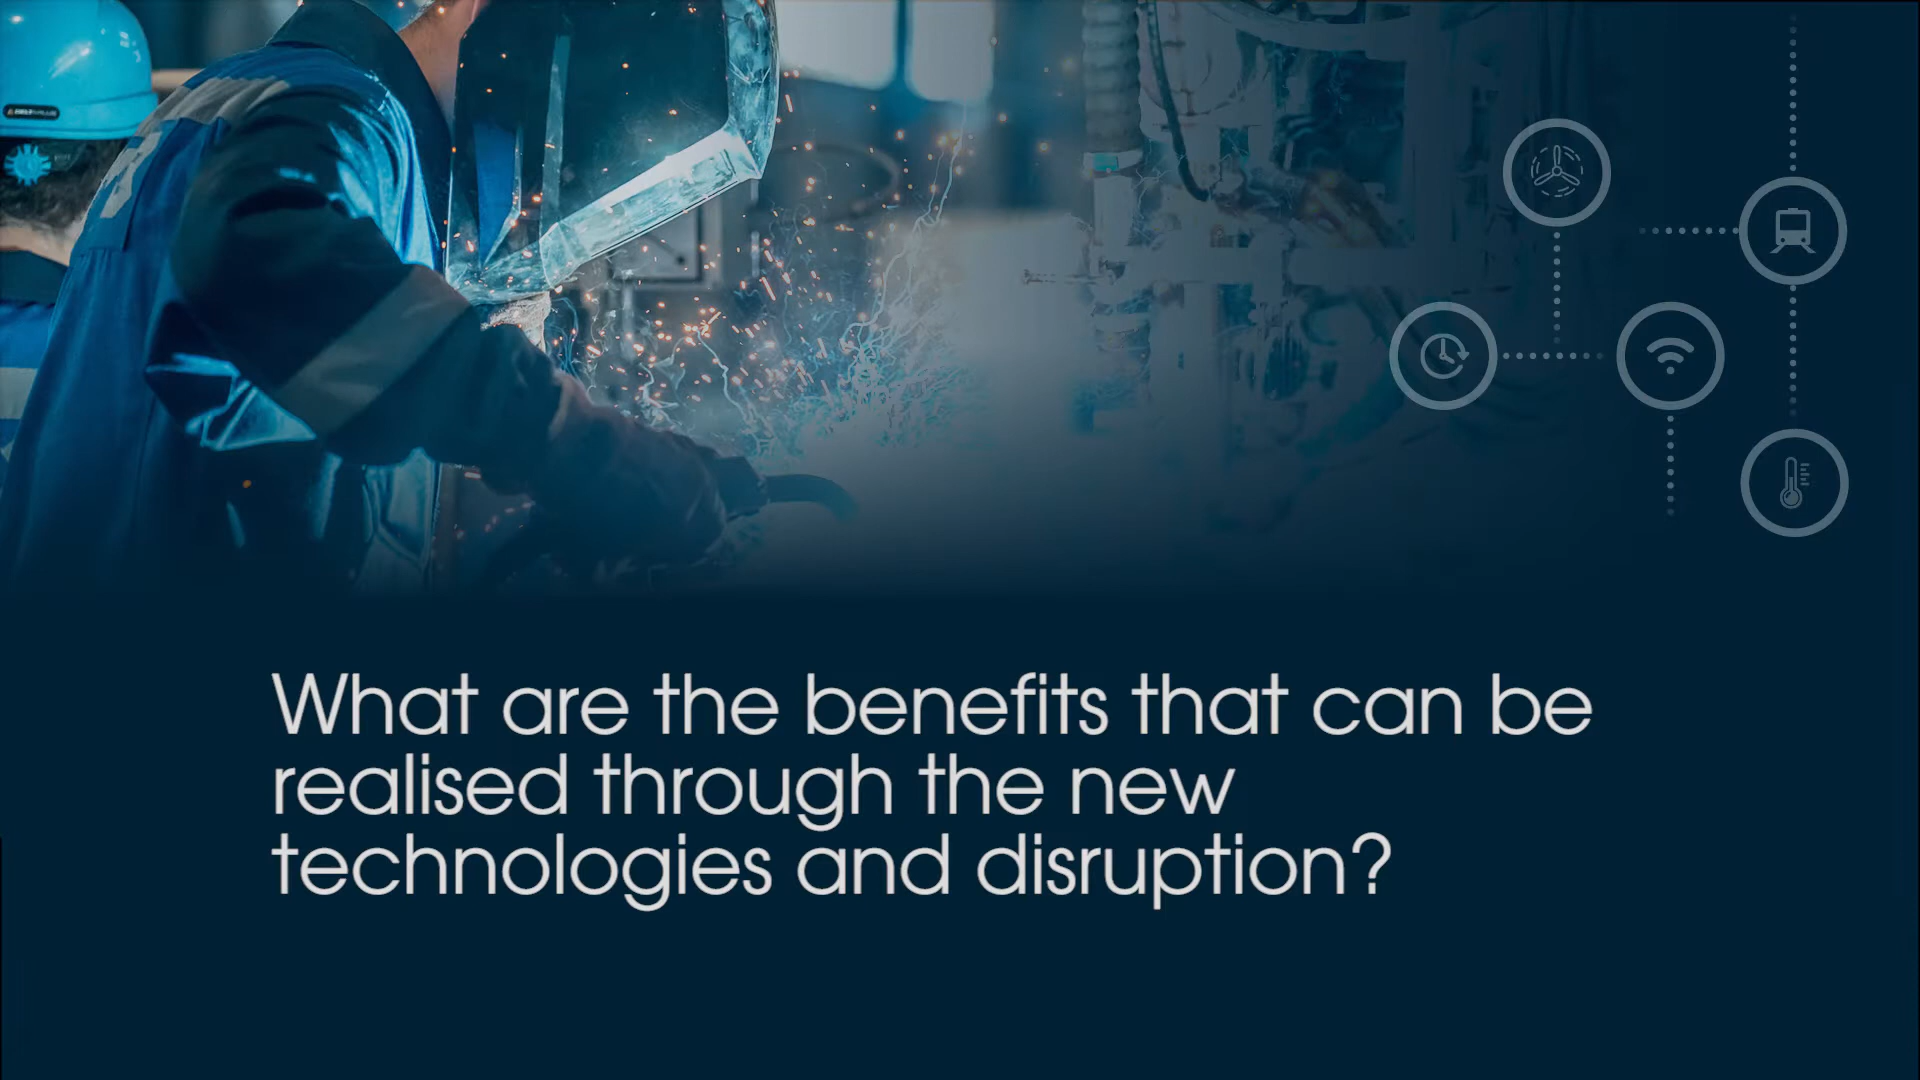 What are the benefits that can be
realised through the new
technologies and disruption?